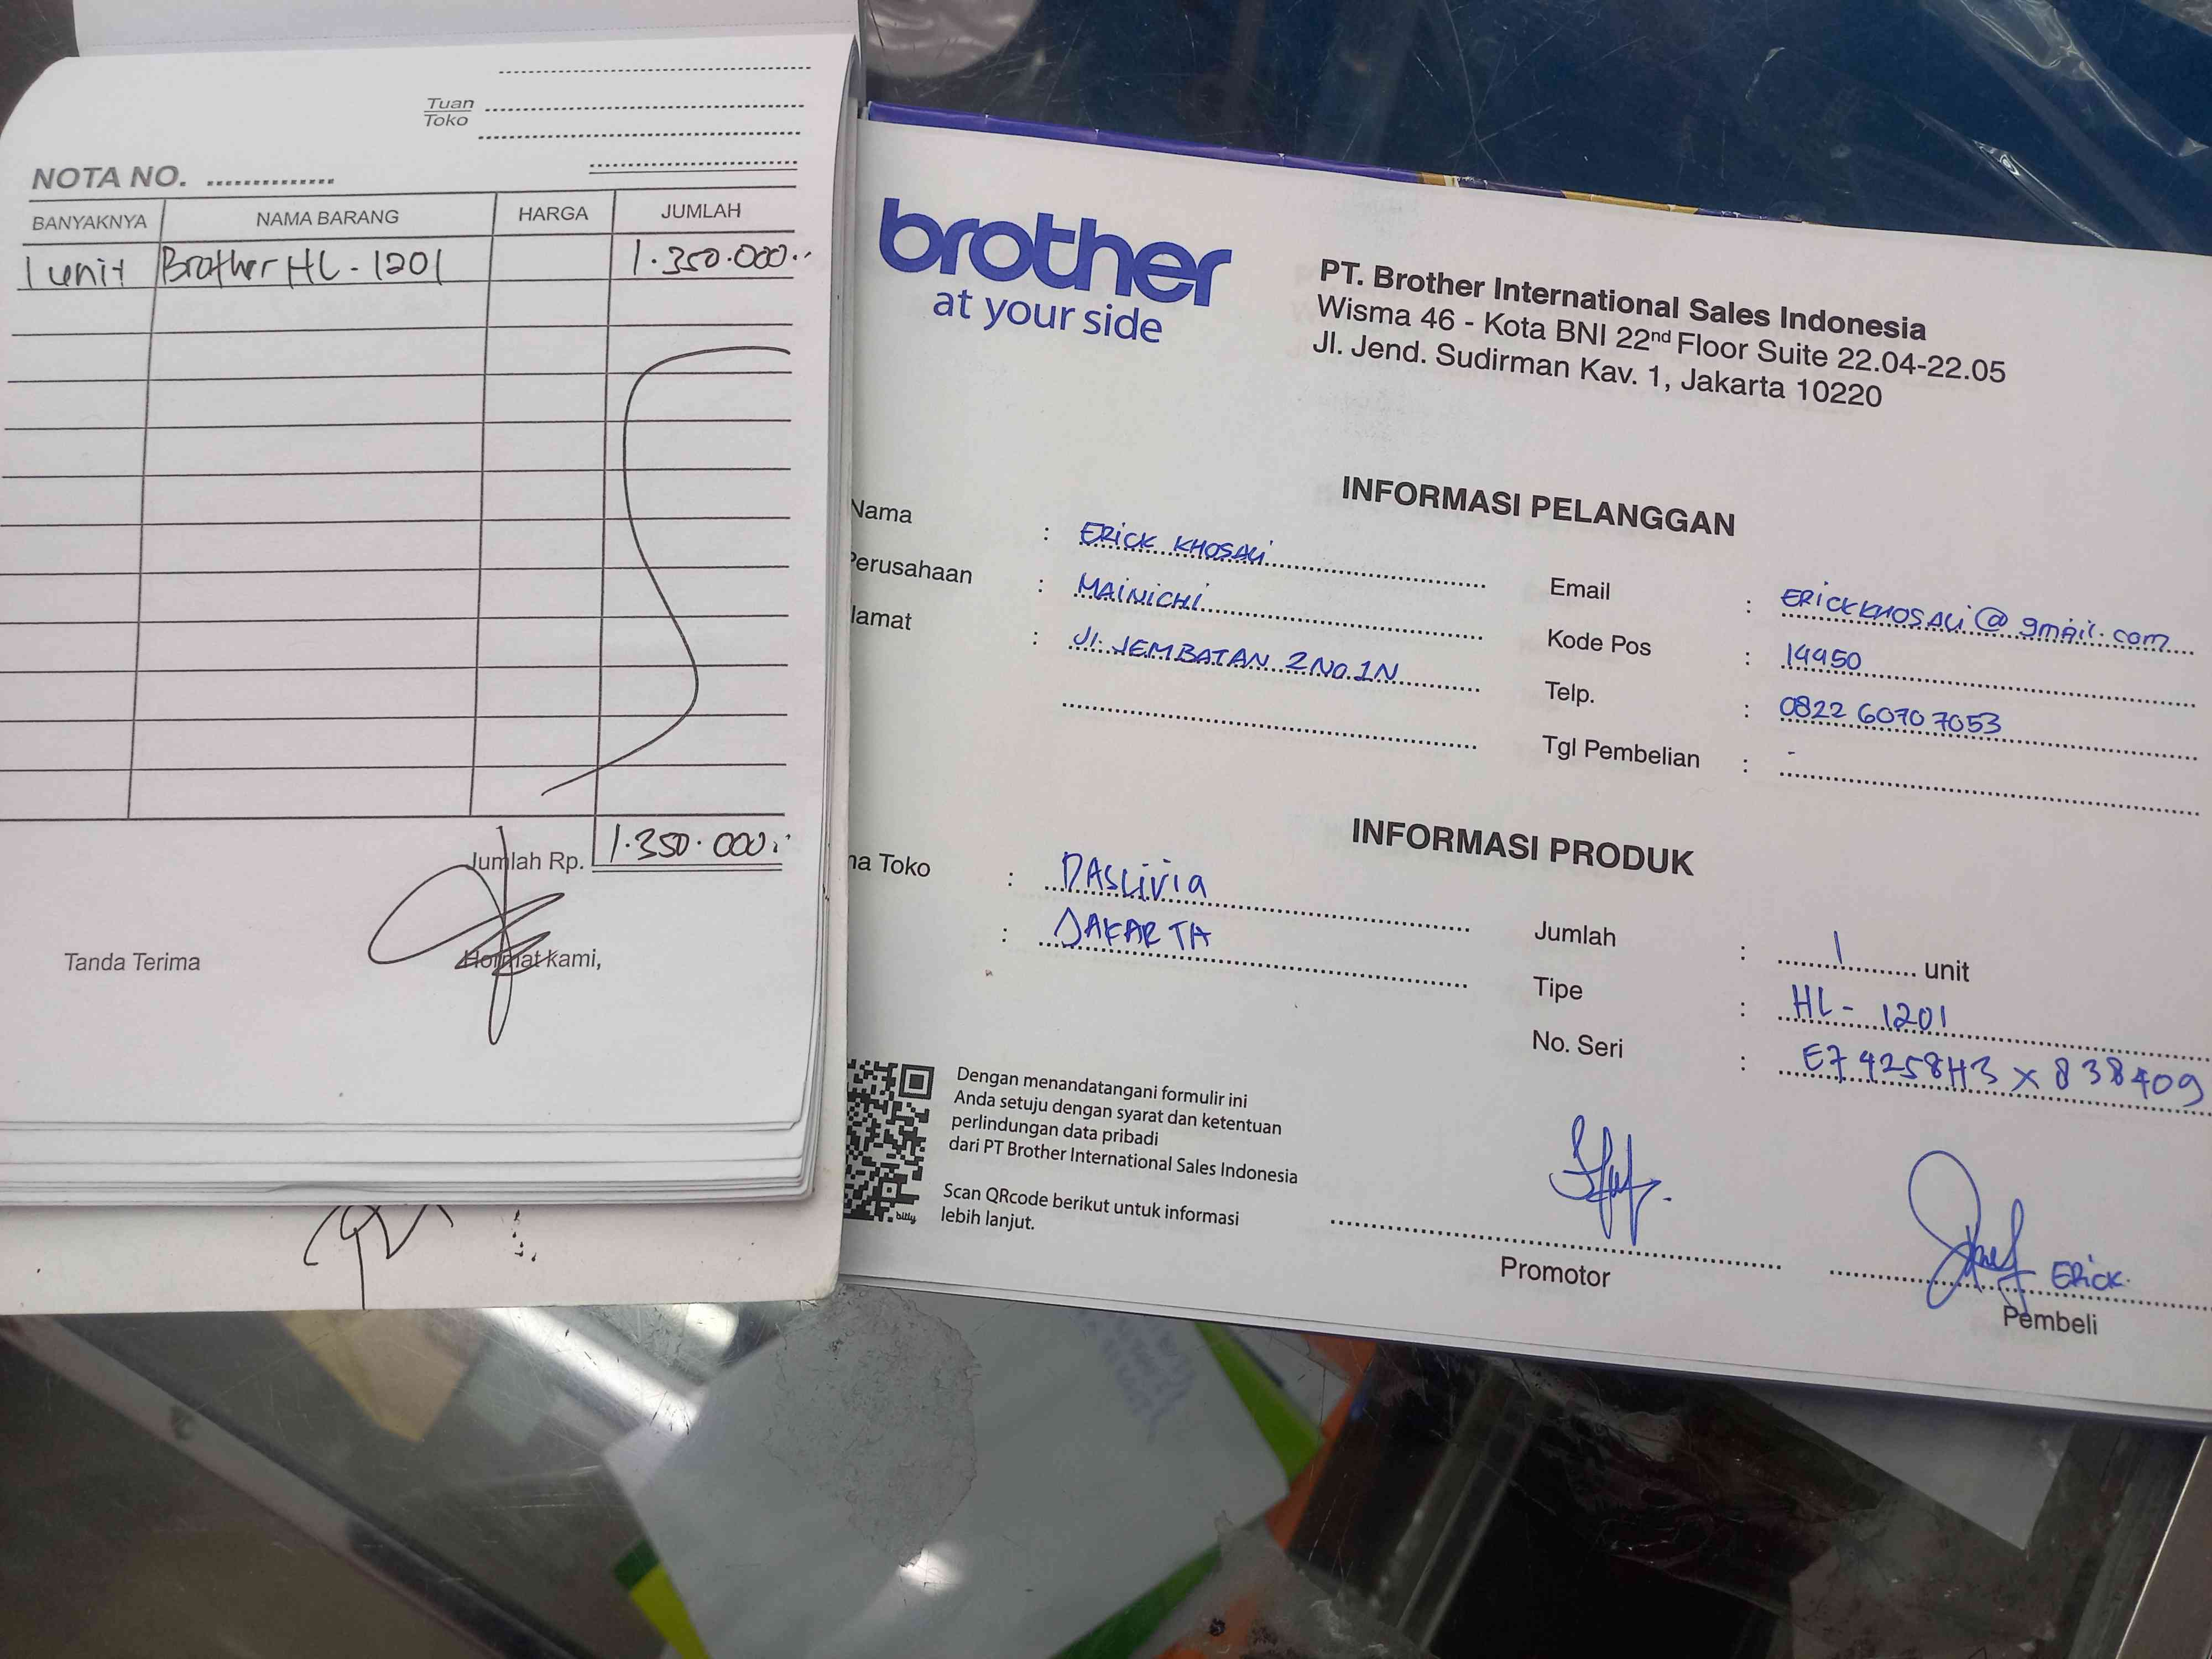 Tuan
Toko
NOTA NO. ..............
BANYAKNYA NAMA BARANG HARGA JUMLAH
1 unit Brother HL - 1201 1.350.000..
Jumlah Rp. 1.350.000..
Tanda Terima Hormat Kami,
brother
at your side
PT. Brother International Sales Indonesia
Wisma 46 - Kota BNI 22nd Floor Suite 22.04-22.05
Jl. Jend. Sudirman Kav. 1, Jakarta 10220
INFORMASI PELANGGAN
Nama : ERICK KHOSALI
Perusahaan : MAINICHI
lamat : Jl. JEMBATAN 2 NO.1N
Email : ERICKKHOSALI@gmail.com
Kode Pos : 14450
Telp. : 0822 6070 7053
Tgl Pembelian : -
INFORMASI PRODUK
na Toko : DASLIVIA
: JAKARTA
Jumlah : 1 unit
Tipe : HL - 1201
No. Seri : E74258H3X838409
Dengan menandatangani formulir ini
Anda setuju dengan syarat dan ketentuan
perlindungan data pribadi
dari PT Brother International Sales Indonesia
Scan QRcode berikut untuk informasi
lebih lanjut.
bitly
Promotor
ERICK.
Pembeli